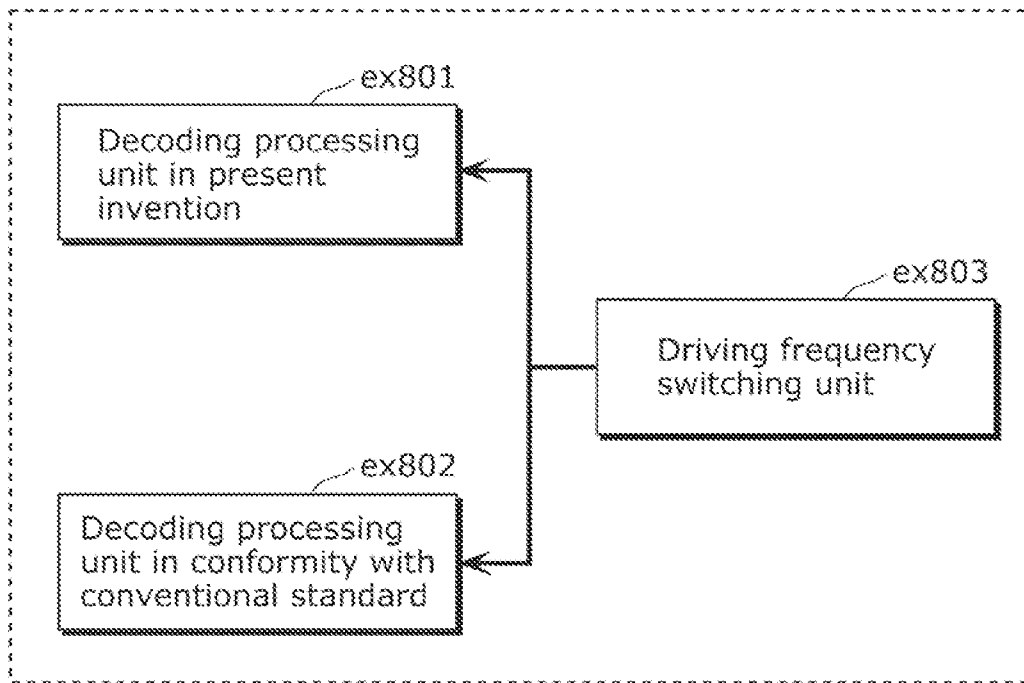 ex801
Decoding processing
unit in present
invention
ex803
Driving frequency
switching unit
ex802
Decoding processing
unit in conformity with
conventional standard